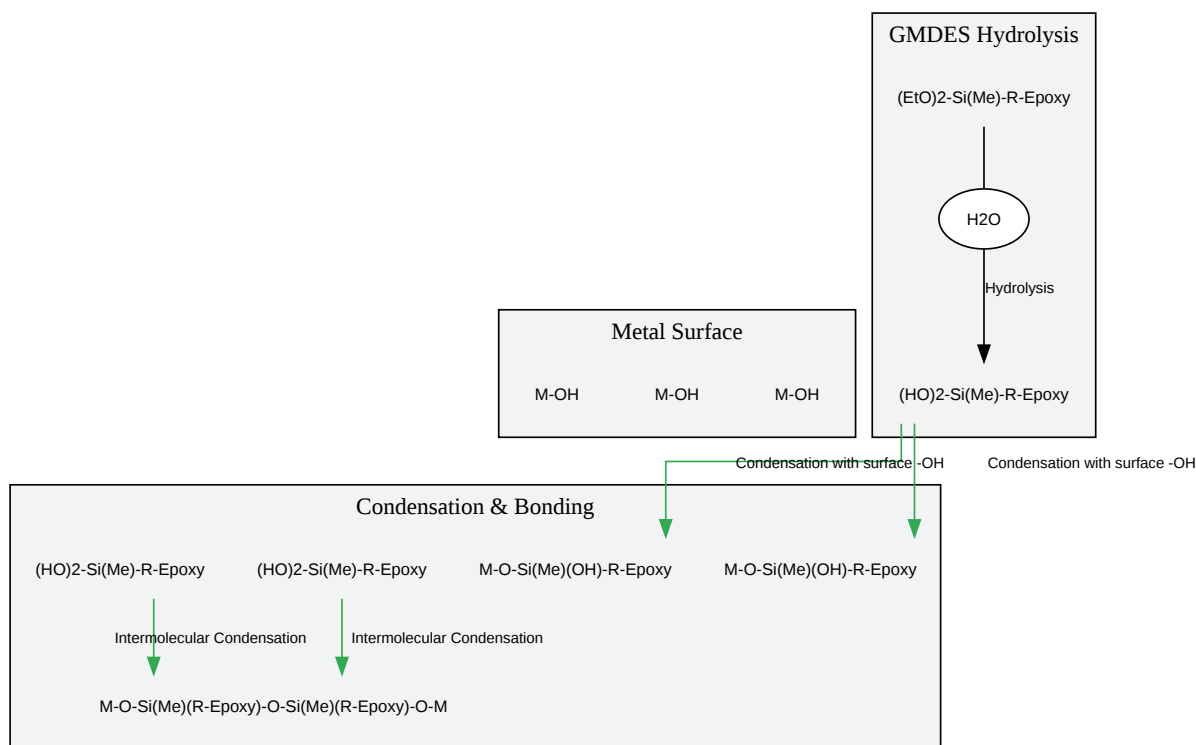 GMDES Hydrolysis
(EtO)2-Si(Me)-R-Epoxy
H2O
Hydrolysis
Metal Surface
M-OH M-OH M-OH
(HO)2-Si(Me)-R-Epoxy
Condensation with surface -OH Condensation with surface -OH
Condensation & Bonding
(HO)2-Si(Me)-R-Epoxy (HO)2-Si(Me)-R-Epoxy M-O-Si(Me)(OH)-R-Epoxy M-O-Si(Me)(OH)-R-Epoxy
Intermolecular Condensation Intermolecular Condensation
M-O-Si(Me)(R-Epoxy)-O-Si(Me)(R-Epoxy)-O-M